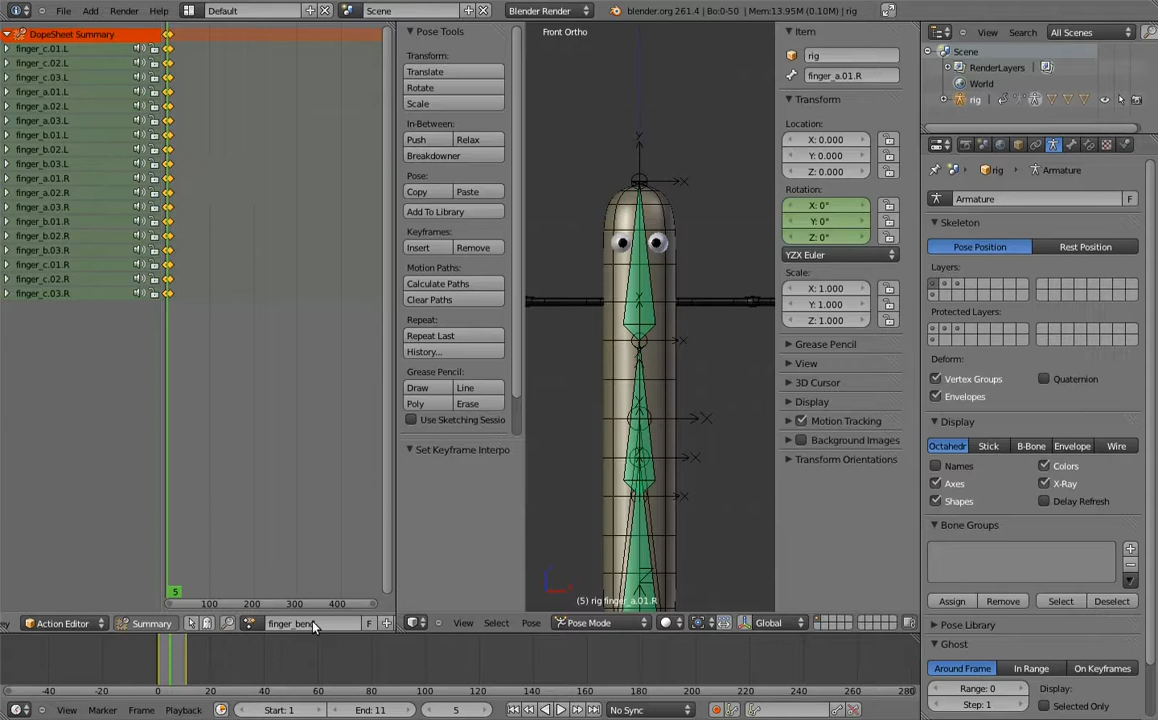 File Add Render Help Default Scene Blender Render blender.org 261.4 | Bo:0-50 | Mem:13.95M (0.10M) | rig
DopeSheet Summary
finger_c.01.L
finger_c.02.L
finger_c.03.L
finger_a.01.L
finger_a.02.L
finger_a.03.L
finger_b.01.L
finger_b.02.L
finger_b.03.L
finger_a.01.R
finger_a.02.R
finger_a.03.R
finger_b.01.R
finger_b.02.R
finger_b.03.R
finger_c.01.R
finger_c.02.R
finger_c.03.R
5
100 200 300 400
Action Editor Summary finger_bend F
Pose Tools
Transform:
Translate
Rotate
Scale
In-Between:
Push Relax
Breakdowner
Pose:
Copy Paste
Add To Library
Keyframes:
Insert Remove
Motion Paths:
Calculate Paths
Clear Paths
Repeat:
Repeat Last
History...
Grease Pencil:
Draw Line
Poly Erase
Use Sketching Sessio
Set Keyframe Interpo
Front Ortho
X
X
X
X
X
(5) rig finger_a.01.R
View Select Pose Pose Mode Global
Item
rig
finger_a.01.R
Transform
Location:
X: 0.000
Y: 0.000
Z: 0.000
Rotation:
X: 0°
Y: 0°
Z: 0°
YZX Euler
Scale:
X: 1.000
Y: 1.000
Z: 1.000
Grease Pencil
View
3D Cursor
Display
Motion Tracking
Background Images
Transform Orientations
View Search All Scenes
Scene
RenderLayers
World
rig
rig Armature
Armature F
Skeleton
Pose Position Rest Position
Layers:
Protected Layers:
Deform:
Vertex Groups Quaternion
Envelopes
Display
Octahedr Stick B-Bone Envelope Wire
Names Colors
Axes X-Ray
Shapes Delay Refresh
Bone Groups
Assign Remove Select Deselect
Pose Library
Ghost
Around Frame In Range On Keyframes
Range: 0 Display:
Step: 1 Selected Only
-40 -20 0 20 40 60 80 100 120 140 160 180 200 220 240 260 280
View Marker Frame Playback Start: 1 End: 11 5 No Sync